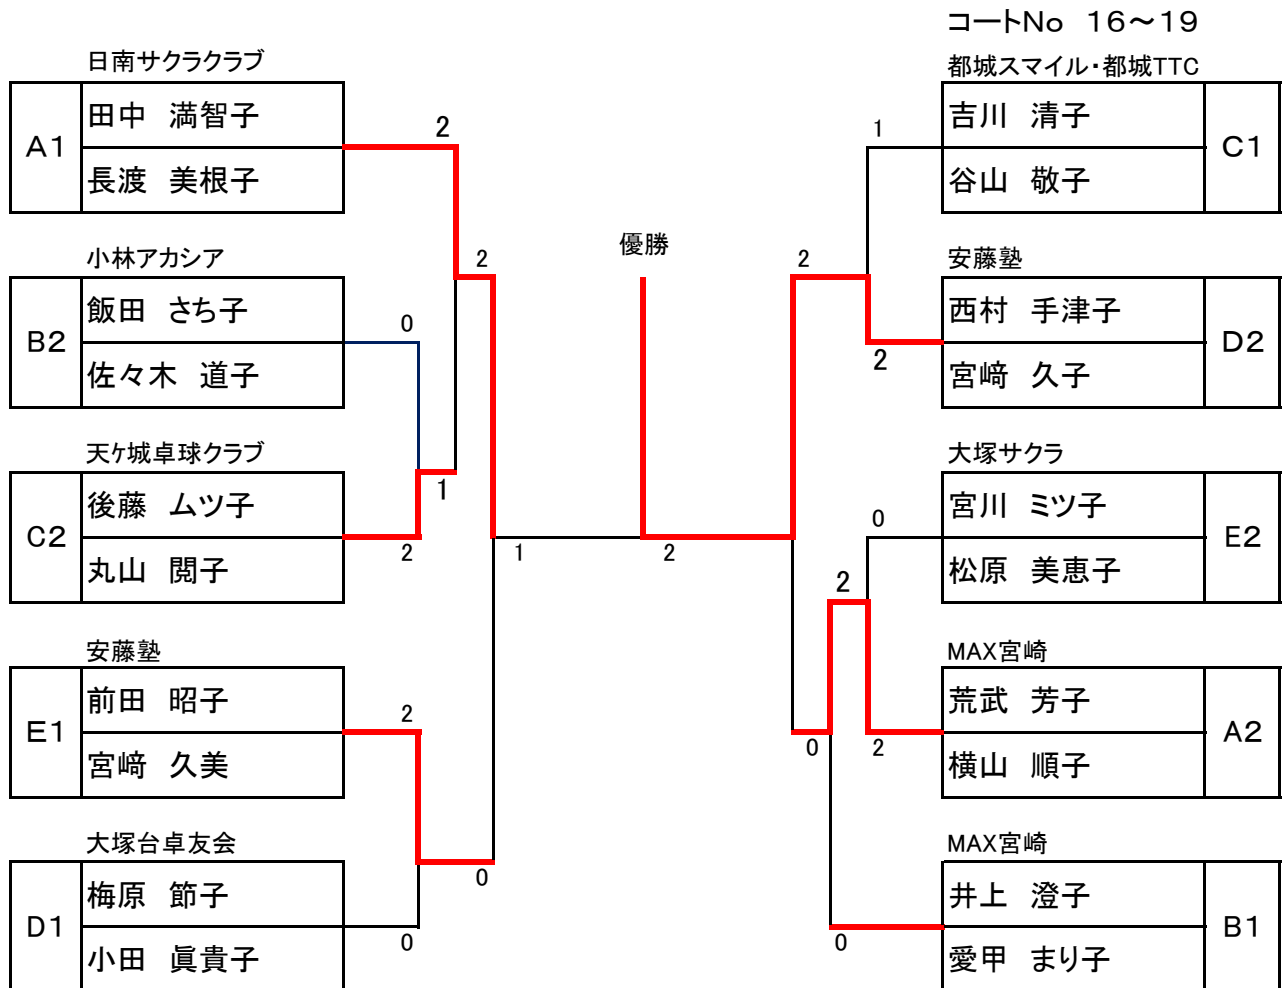 コートNo 16～19
日南サクラクラブ
A1
田中 満智子
長渡 美根子
2
小林アカシア
B2
飯田 さち子
佐々木 道子
0
2
天ケ城卓球クラブ
C2
後藤 ムツ子
丸山 閲子
1
2
1
安藤塾
E1
前田 昭子
宮﨑 久美
2
大塚台卓友会
D1
梅原 節子
小田 眞貴子
0
0
優勝
2
都城スマイル・都城TTC
吉川 清子
谷山 敬子
C1
1
安藤塾
西村 手津子
宮﨑 久子
D2
2
2
大塚サクラ
宮川 ミツ子
松原 美恵子
E2
0
2
MAX宮崎
荒武 芳子
横山 順子
A2
0
2
MAX宮崎
井上 澄子
愛甲 まり子
B1
0